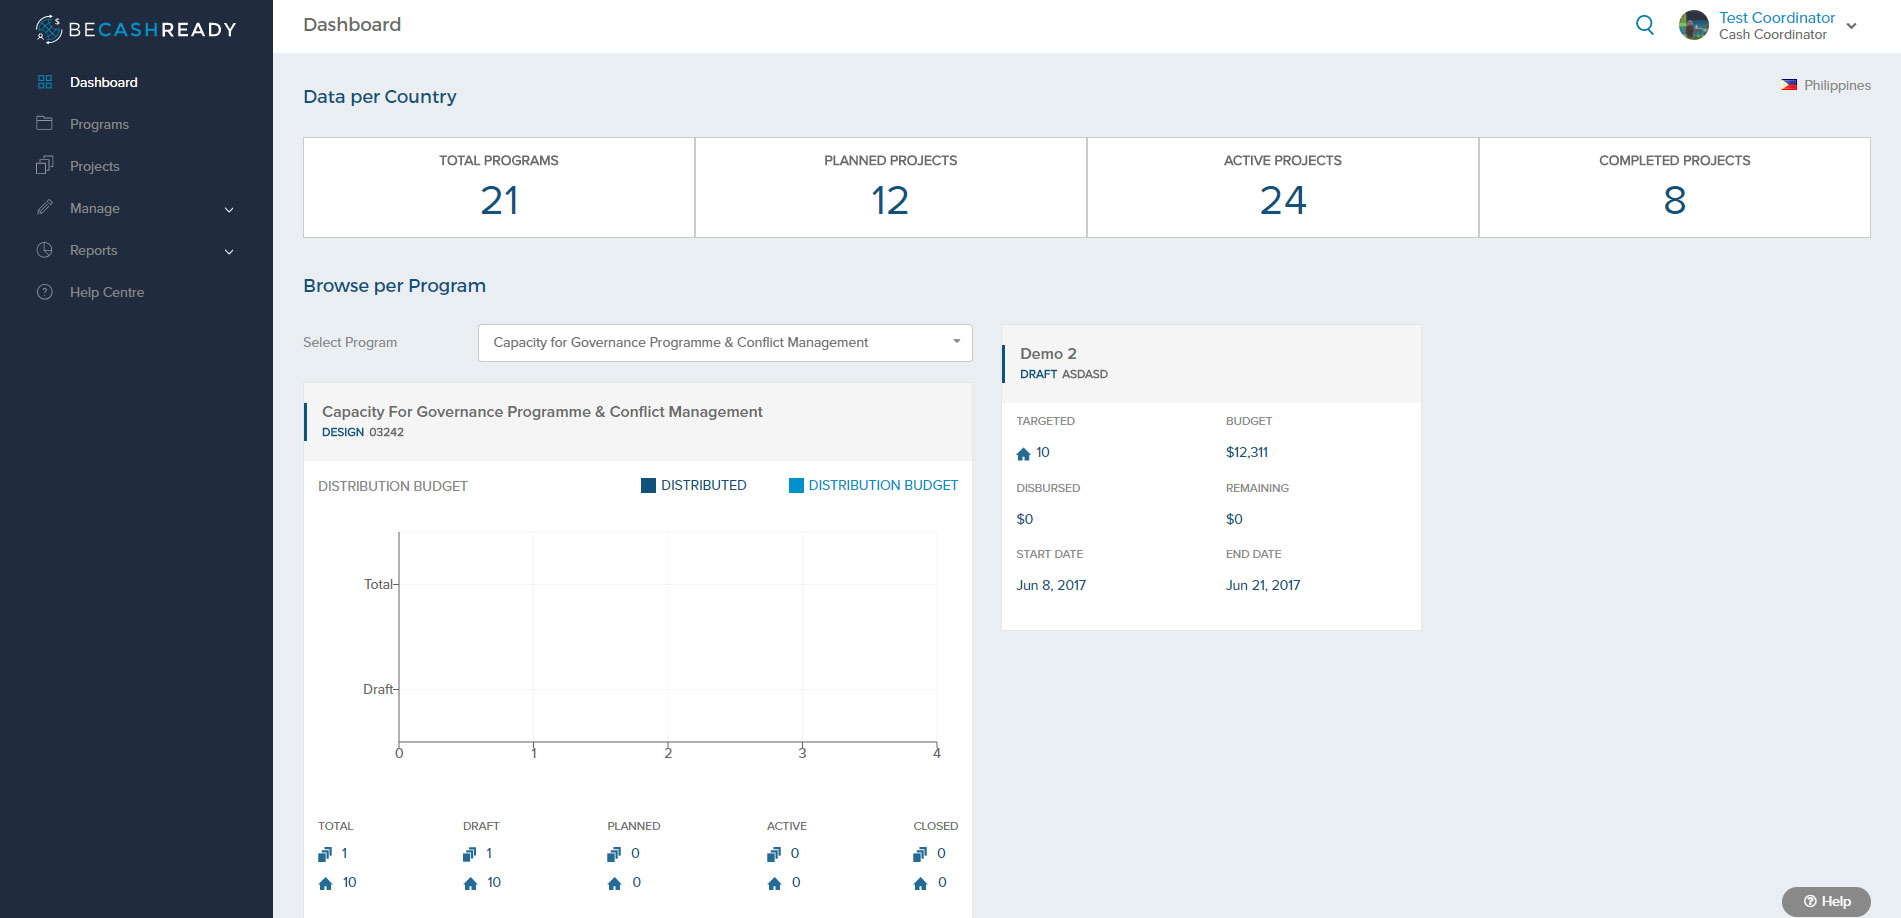 BECASHREADY
Dashboard
Programs
Projects
Manage
Reports
Help Centre
Dashboard
Test Coordinator
Cash Coordinator
Data per Country
Philippines
TOTAL PROGRAMS
21
PLANNED PROJECTS
12
ACTIVE PROJECTS
24
COMPLETED PROJECTS
8
Browse per Program
Select Program
Capacity for Governance Programme & Conflict Management
Capacity For Governance Programme & Conflict Management
DESIGN 03242
DISTRIBUTION BUDGET
DISTRIBUTED
DISTRIBUTION BUDGET
Total
Draft
0 1 2 3 4
TOTAL DRAFT PLANNED ACTIVE CLOSED
1 1 0 0 0
10 10 0 0 0
Demo 2
DRAFT ASDASD
TARGETED BUDGET
10 $12,311
DISBURSED REMAINING
$0 $0
START DATE END DATE
Jun 8, 2017 Jun 21, 2017
Help